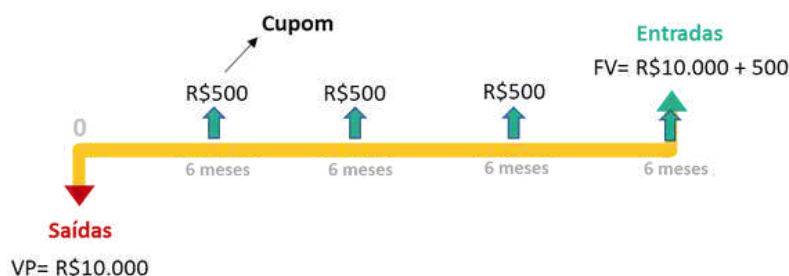 Cupom
Entradas
FV= R$10.000 + 500
R$500
R$500
R$500
0
6 meses
6 meses
6 meses
6 meses
Saídas
VP= R$10.000